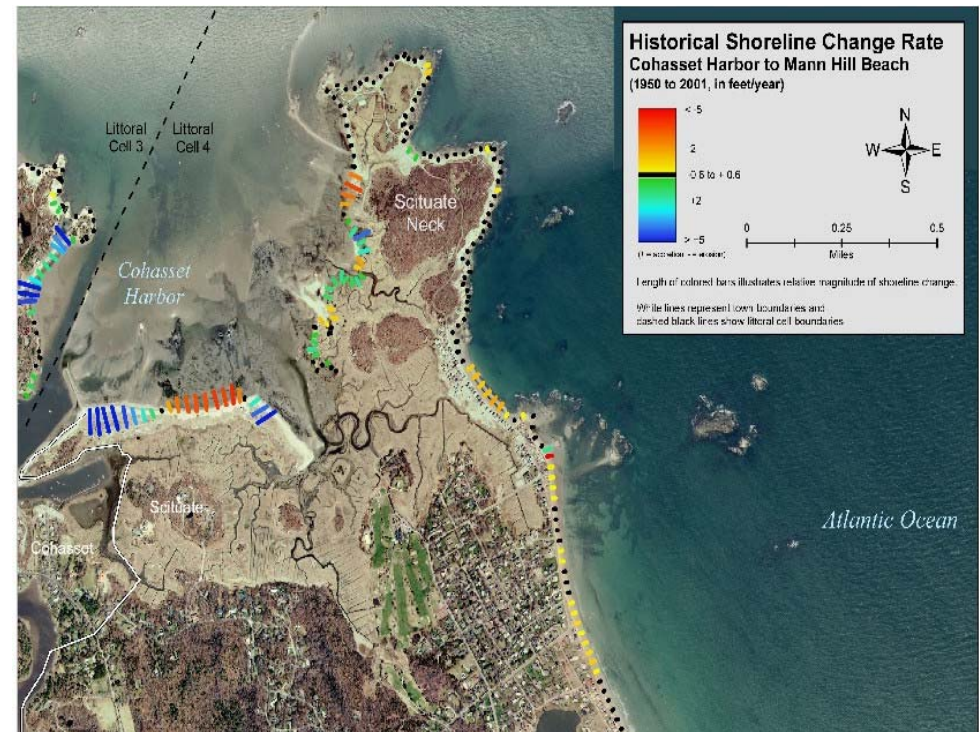 Historical Shoreline Change Rate
Cohasset Harbor to Mann Hill Beach
(1950 to 2001, in feet/year)
< -5
2
-0.6 to + 0.6
+2
> -5
N
W E
S
0 0.25 0.5
Miles
Length of colored bars illustrates relative magnitude of shoreline change.
White lines represent town boundaries and
dashed black lines show littoral cell boundaries
Littoral Littoral
Cell 3 Cell 4
Scituate
Neck
Cohasset
Harbor
Atlantic Ocean
Scituate
Cohasset